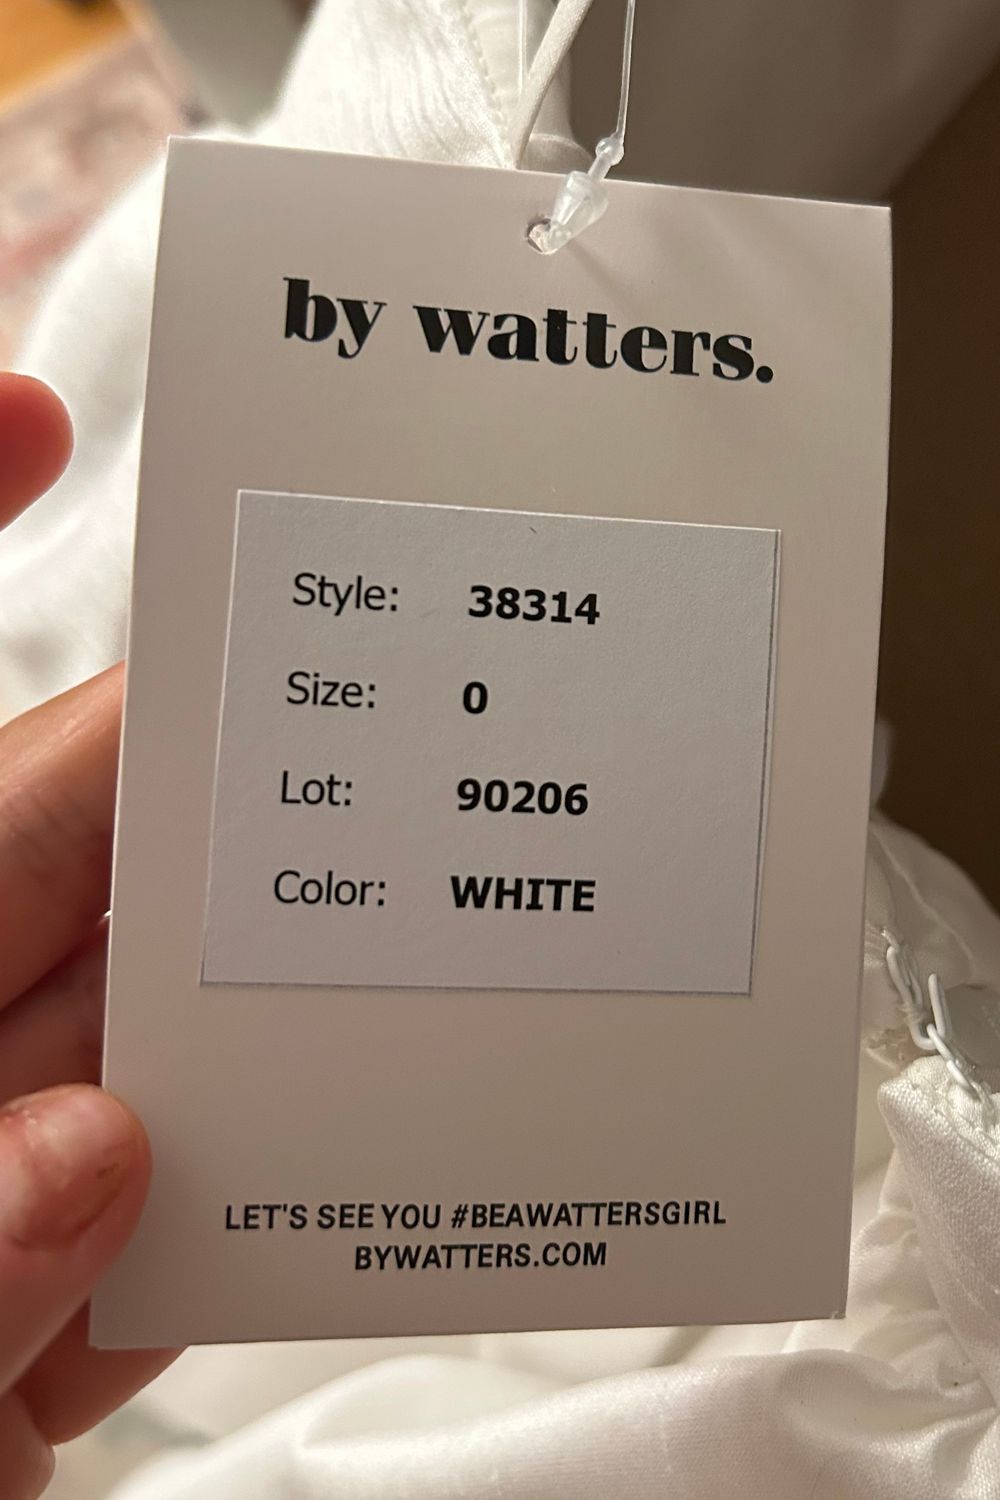 by watters.
Style: 38314
Size: 0
Lot: 90206
Color: WHITE
LET'S SEE YOU #BEAWATTERSGIRL
BYWATTERS.COM